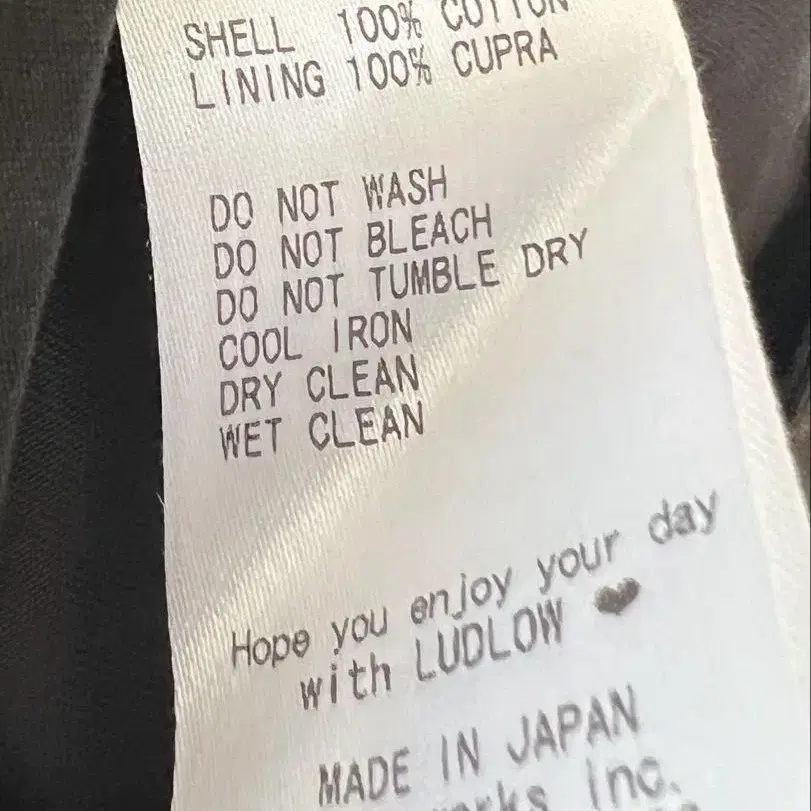 SHELL 100% COTTON
LINING 100% CUPRA
DO NOT WASH
DO NOT BLEACH
DO NOT TUMBLE DRY
COOL IRON
DRY CLEAN
WET CLEAN
Hope you enjoy your day
with LUDLOW ♥
MADE IN JAPAN
Inc.